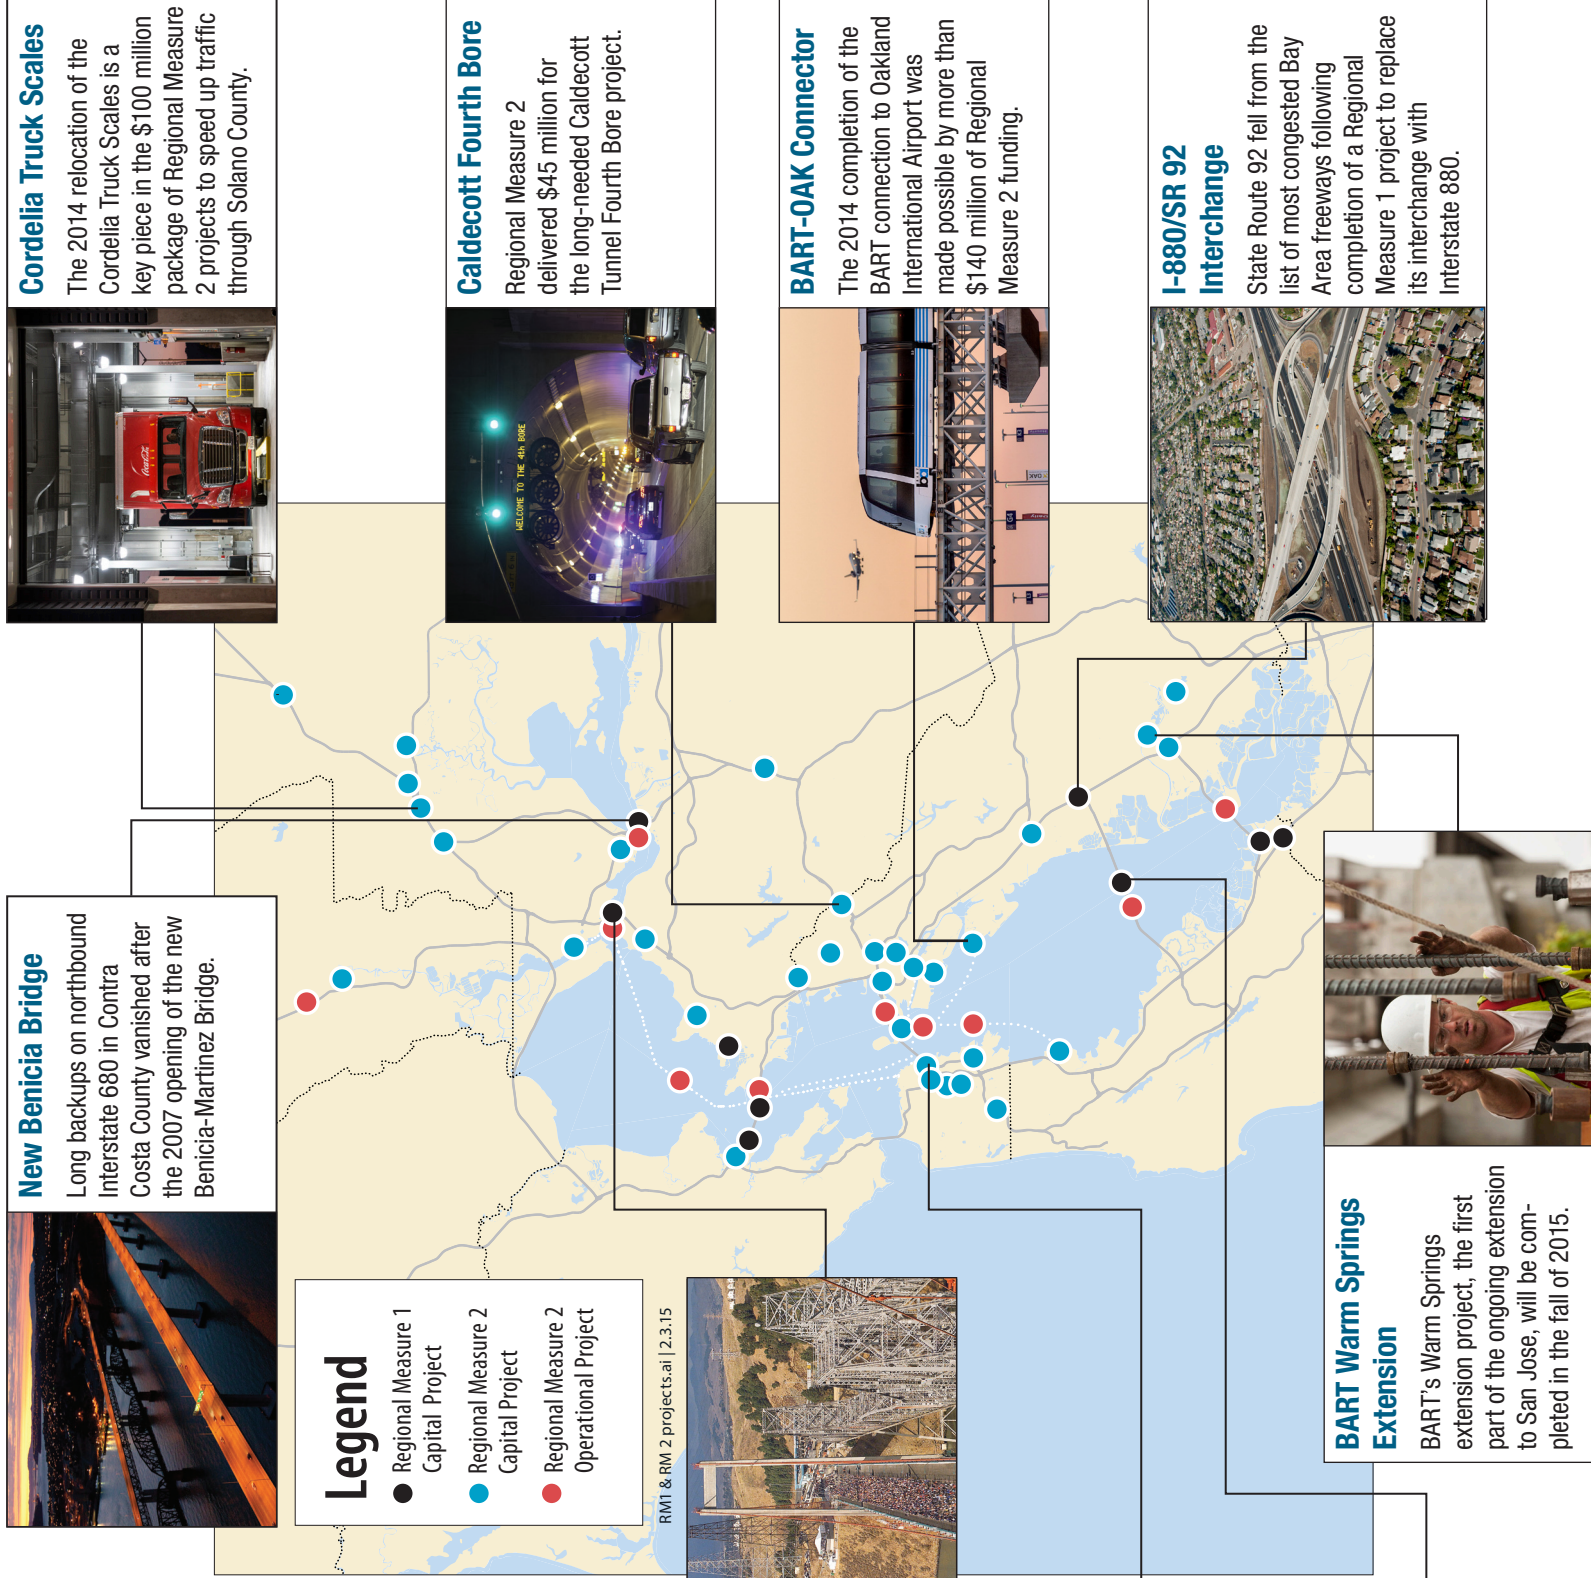 New Benicia Bridge
Long backups on northbound
Interstate 680 in Contra
Costa County vanished after
the 2007 opening of the new
Benicia-Martinez Bridge.
Cordelia Truck Scales
The 2014 relocation of the
Cordelia Truck Scales is a
key piece in the $100 million
package of Regional Measure
2 projects to speed up traffic
through Solano County.
Coca-Cola
Caldecott Fourth Bore
Regional Measure 2
delivered $45 million for
the long-needed Caldecott
Tunnel Fourth Bore project.
WELCOME TO THE 4th BORE
BART-OAK Connector
The 2014 completion of the
BART connection to Oakland
International Airport was
made possible by more than
$140 million of Regional
Measure 2 funding.
OAK
I-880/SR 92
Interchange
State Route 92 fell from the
list of most congested Bay
Area freeways following
completion of a Regional
Measure 1 project to replace
its interchange with
Interstate 880.
Legend
Regional Measure 1
Capital Project
Regional Measure 2
Capital Project
Regional Measure 2
Operational Project
RM1 & RM 2 projects.ai | 2.3.15
BART Warm Springs
Extension
BART's Warm Springs
extension project, the first
part of the ongoing extension
to San Jose, will be com-
pleted in the fall of 2015.